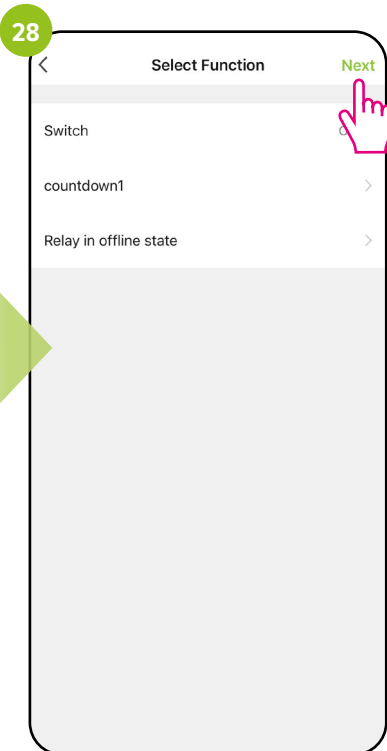 28
Select Function
Next
Switch
countdown1
Relay in offline state